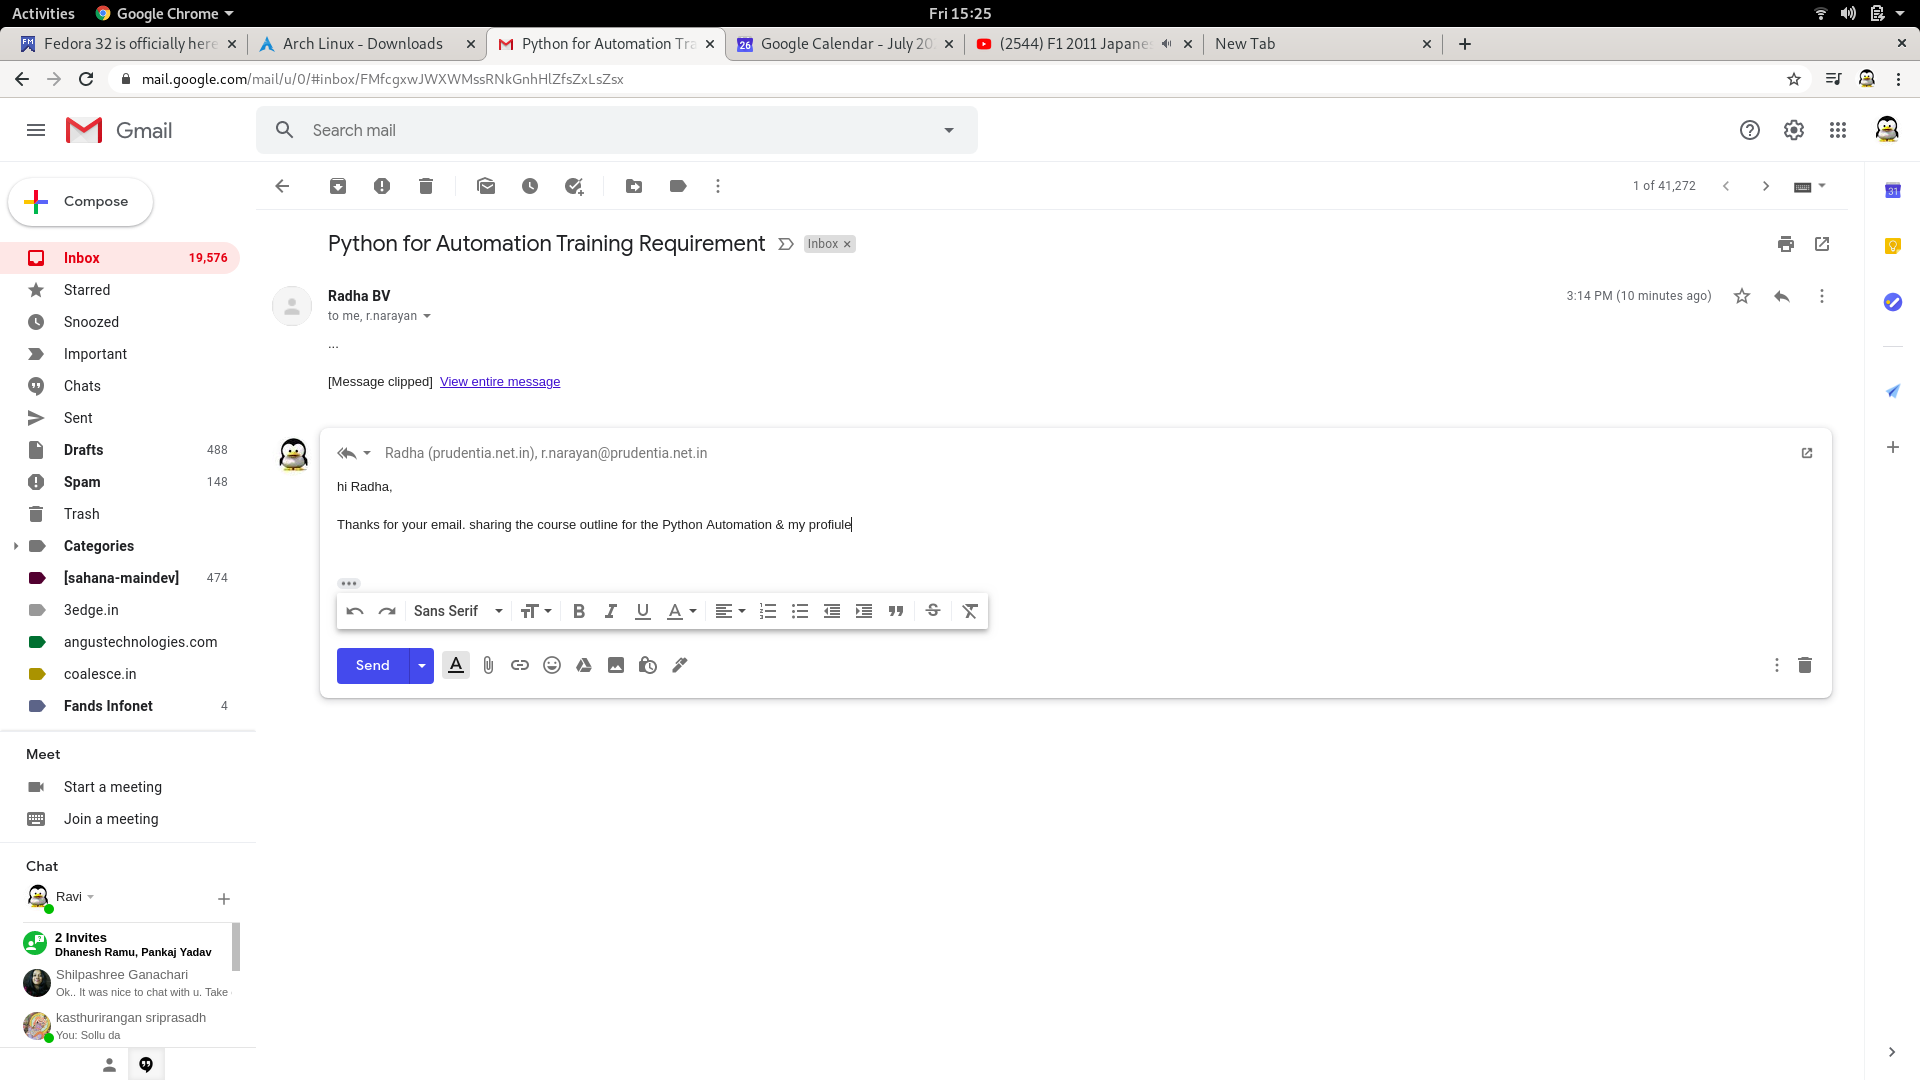 Activities Google Chrome Fri 15:25
Fedora 32 is officially here Arch Linux - Downloads Python for Automation Tra Google Calendar - July 20 (2544) F1 2011 Japane New Tab
mail.google.com/mail/u/0/#inbox/FMfcgxwJWXWMssRNkGnhHlZfsZxLsZsx
Gmail Search mail
1 of 41,272
Compose
Python for Automation Training Requirement Inbox
Inbox 19,576
Starred
Snoozed
Important
Chats
Sent
Drafts 488
Spam 148
Trash
Categories
[sahana-maindev] 474
3edge.in
angustechnologies.com
coalesce.in
Fands Infonet 4
Radha BV 3:14 PM (10 minutes ago)
to me, r.narayan
...
[Message clipped] View entire message
Radha (prudentia.net.in), r.narayan@prudentia.net.in
hi Radha,
Thanks for your email. sharing the course outline for the Python Automation & my profiule
Sans Serif
Send
Meet
Start a meeting
Join a meeting
Chat
Ravi
2 Invites
Dhanesh Ramu, Pankaj Yadav
Shilpashree Ganachari
Ok.. It was nice to chat with u. Take
kasthurirangan sriprasadh
You: Sollu da